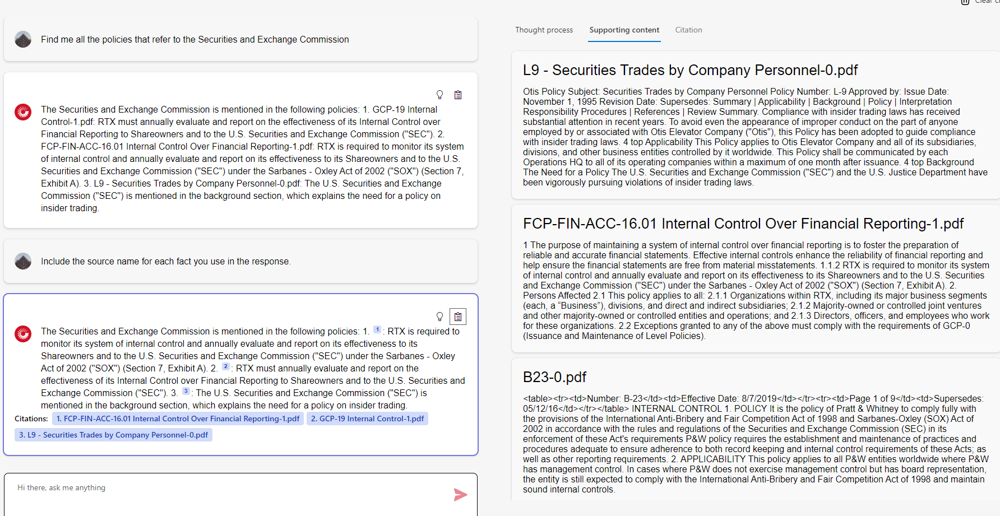 Find me all the policies that refer to the Securities and Exchange Commission
The Securities and Exchange Commission is mentioned in the following policies: 1. GCP-19 Internal
Control-1.pdf: RTX must annually evaluate and report on the effectiveness of its Internal Control over
Financial Reporting to Shareowners and to the U.S. Securities and Exchange Commission ("SEC"). 2.
FCP-FIN-ACC-16.01 Internal Control Over Financial Reporting-1.pdf: RTX is required to monitor its system
of internal control and annually evaluate and report on its effectiveness to its Shareowners and to the U.S.
Securities and Exchange Commission ("SEC") under the Sarbanes - Oxley Act of 2002 ("SOX") (Section 7,
Exhibit A). 3. L9 - Securities Trades by Company Personnel-0.pdf: The U.S. Securities and Exchange
Commission ("SEC") is mentioned in the background section, which explains the need for a policy on
insider trading.
Include the source name for each fact you use in the response.
The Securities and Exchange Commission is mentioned in the following policies: 1. 1 : RTX is required to
monitor its system of internal control and annually evaluate and report on its effectiveness to its
Shareowners and to the U.S. Securities and Exchange Commission ("SEC") under the Sarbanes - Oxley
Act of 2002 ("SOX") (Section 7, Exhibit A). 2. 2 : RTX must annually evaluate and report on the
effectiveness of its Internal Control over Financial Reporting to Shareowners and to the U.S. Securities and
Exchange Commission ("SEC"). 3. 3 : The U.S. Securities and Exchange Commission ("SEC") is
mentioned in the background section, which explains the need for a policy on insider trading.
Citations: 1. FCP-FIN-ACC-16.01 Internal Control Over Financial Reporting-1.pdf 2. GCP-19 Internal Control-1.pdf
3. L9 - Securities Trades by Company Personnel-0.pdf
Hi there, ask me anything
Clear
Thought process Supporting content Citation
L9 - Securities Trades by Company Personnel-0.pdf
Otis Policy Subject: Securities Trades by Company Personnel Policy Number: L-9 Approved by: Issue Date:
November 1, 1995 Revision Date: Supersedes: Summary | Applicability | Background | Policy | Interpretation
Responsibility Procedures | References | Review Summary. Compliance with insider trading laws has received
substantial attention in recent years. To avoid even the appearance of improper conduct on the part of anyone
employed by or associated with Otis Elevator Company ("Otis"), this Policy has been adopted to guide compliance
with insider trading laws. 4 top Applicability This Policy applies to Otis Elevator Company and all of its subsidiaries,
divisions, and other business entities controlled by it worldwide. This Policy shall be communicated by each
Operations HQ to all of its operating companies within a maximum of one month after issuance. 4 top Background
The Need for a Policy The U.S. Securities and Exchange Commission ("SEC") and the U.S. Justice Department have
been vigorously pursuing violations of insider trading laws.
FCP-FIN-ACC-16.01 Internal Control Over Financial Reporting-1.pdf
1 The purpose of maintaining a system of internal control over financial reporting is to foster the preparation of
reliable and accurate financial statements. Effective internal controls enhance the reliability of financial reporting and
help ensure the financial statements are free from material misstatements. 1.1.2 RTX is required to monitor its system
of internal control and annually evaluate and report on its effectiveness to its Shareowners and to the U.S. Securities
and Exchange Commission ("SEC") under the Sarbanes - Oxley Act of 2002 ("SOX") (Section 7, Exhibit A). 2.
Persons Affected 2.1 This policy applies to all: 2.1.1 Organizations within RTX, including its major business segments
(each, a “Business”), divisions, and direct and indirect subsidiaries; 2.1.2 Majority-owned or controlled joint ventures
and other majority-owned or controlled entities and operations; and 2.1.3 Directors, officers, and employees who work
for these organizations. 2.2 Exceptions granted to any of the above must comply with the requirements of GCP-0
(Issuance and Maintenance of Level Policies).
B23-0.pdf
<table><tr><td>Number: B-23</td><td>Effective Date: 8/7/2019</td></tr><tr><td>Page 1 of 9</td><td>Supersedes:
05/12/16</td></tr></table> INTERNAL CONTROL 1. POLICY It is the policy of Pratt & Whitney to comply fully with
the provisions of the International Anti-Bribery and Fair Competition Act of 1998 and Sarbanes-Oxley (SOX) Act of
2002 in accordance with the rules and regulations of the Securities and Exchange Commission (SEC) in its
enforcement of these Act's requirements P&W policy requires the establishment and maintenance of practices and
procedures adequate to ensure adherence to both record keeping and internal control requirements of these Acts; as
well as other reporting requirements. 2. APPLICABILITY This policy applies to all P&W entities worldwide where P&W
has management control. In cases where P&W does not exercise management control but has board representation,
the entity is still expected to comply with the International Anti-Bribery and Fair Competition Act of 1998 and maintain
sound internal controls.